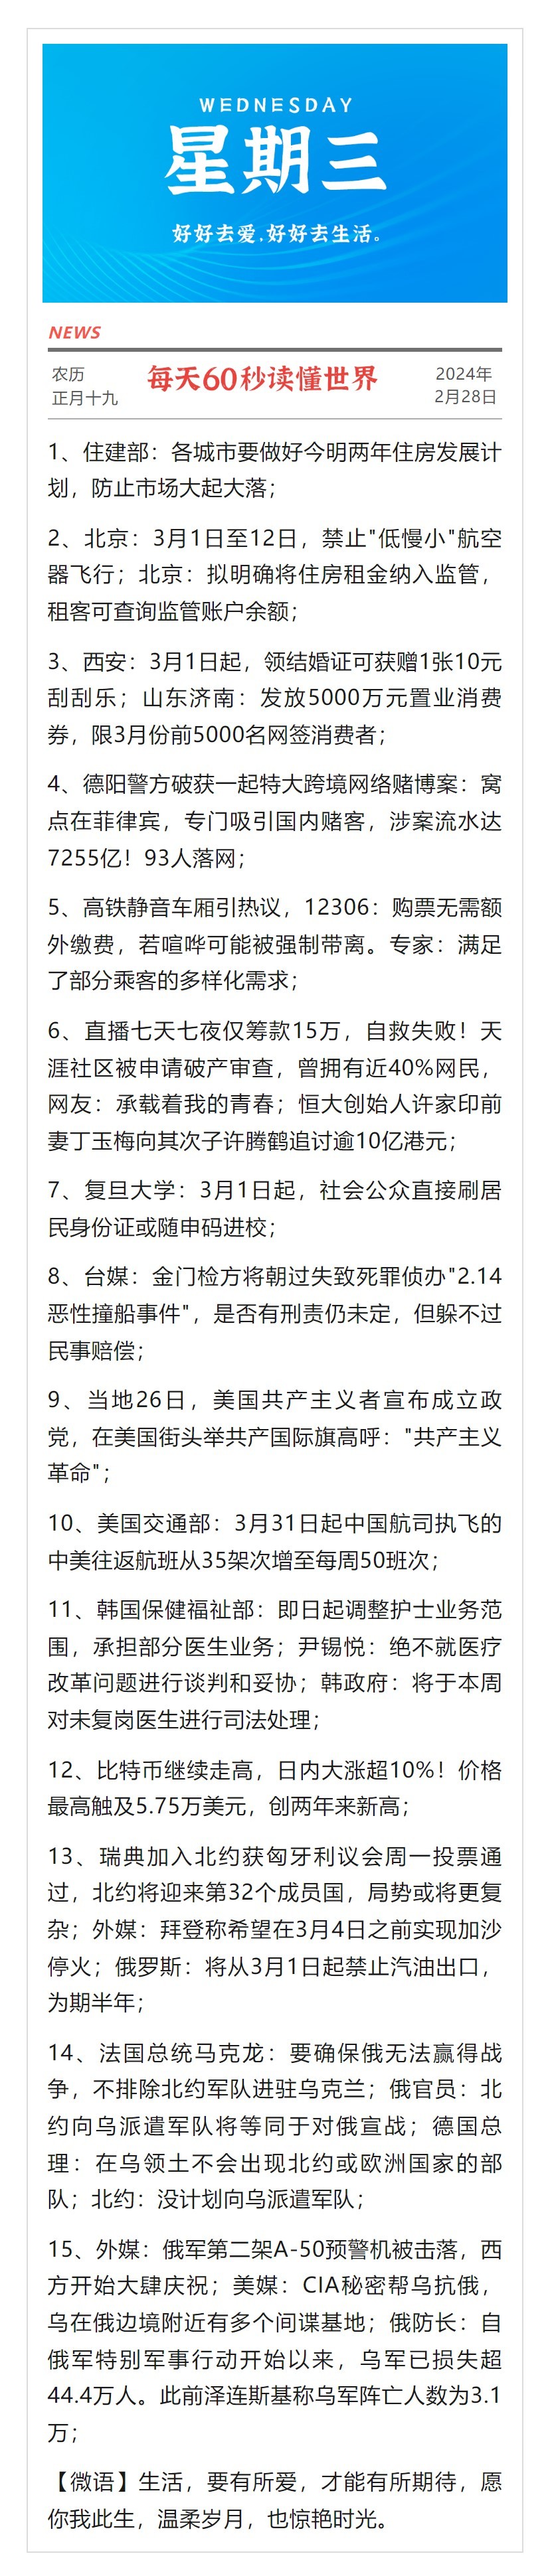 WEDNESDAY
星期三
好好去爱,好好去生活。
NEWS
农历
正月十九
每天60秒读懂世界
2024年
2月28日
1、住建部：各城市要做好今明两年住房发展计
划，防止市场大起大落；
2、北京：3月1日至12日，禁止"低慢小"航空
器飞行；北京：拟明确将住房租金纳入监管，
租客可查询监管账户余额；
3、西安：3月1日起，领结婚证可获赠1张10元
刮刮乐；山东济南：发放5000万元置业消费
券，限3月份前5000名网签消费者；
4、德阳警方破获一起特大跨境网络赌博案：窝
点在菲律宾，专门吸引国内赌客，涉案流水达
7255亿！93人落网；
5、高铁静音车厢引热议，12306：购票无需额
外缴费，若喧哗可能被强制带离。专家：满足
了部分乘客的多样化需求；
6、直播七天七夜仅筹款15万，自救失败！天
涯社区被申请破产审查，曾拥有近40%网民，
网友：承载着我的青春；恒大创始人许家印前
妻丁玉梅向其次子许腾鹤追讨逾10亿港元；
7、复旦大学：3月1日起，社会公众直接刷居
民身份证或随申码进校；
8、台媒：金门检方将朝过失致死罪侦办"2.14
恶性撞船事件"，是否有刑责仍未定，但躲不过
民事赔偿；
9、当地26日，美国共产主义者宣布成立政
党，在美国街头举共产国际旗高呼："共产主义
革命"；
10、美国交通部：3月31日起中国航司执飞的
中美往返航班从35架次增至每周50班次；
11、韩国保健福祉部：即日起调整护士业务范
围，承担部分医生业务；尹锡悦：绝不就医疗
改革问题进行谈判和妥协；韩政府：将于本周
对未复岗医生进行司法处理；
12、比特币继续走高，日内大涨超10%！价格
最高触及5.75万美元，创两年来新高；
13、瑞典加入北约获匈牙利议会周一投票通
过，北约将迎来第32个成员国，局势或将更复
杂；外媒：拜登称希望在3月4日之前实现加沙
停火；俄罗斯：将从3月1日起禁止汽油出口，
为期半年；
14、法国总统马克龙：要确保俄无法赢得战
争，不排除北约军队进驻乌克兰；俄官员：北
约向乌派遣军队将等同于对俄宣战；德国总
理：在乌领土不会出现北约或欧洲国家的部
队；北约：没计划向乌派遣军队；
15、外媒：俄军第二架A-50预警机被击落，西
方开始大肆庆祝；美媒：CIA秘密帮乌抗俄，
乌在俄边境附近有多个间谍基地；俄防长：自
俄军特别军事行动开始以来，乌军已损失超
44.4万人。此前泽连斯基称乌军阵亡人数为3.1
万；
【微语】生活，要有所爱，才能有所期待，愿
你我此生，温柔岁月，也惊艳时光。